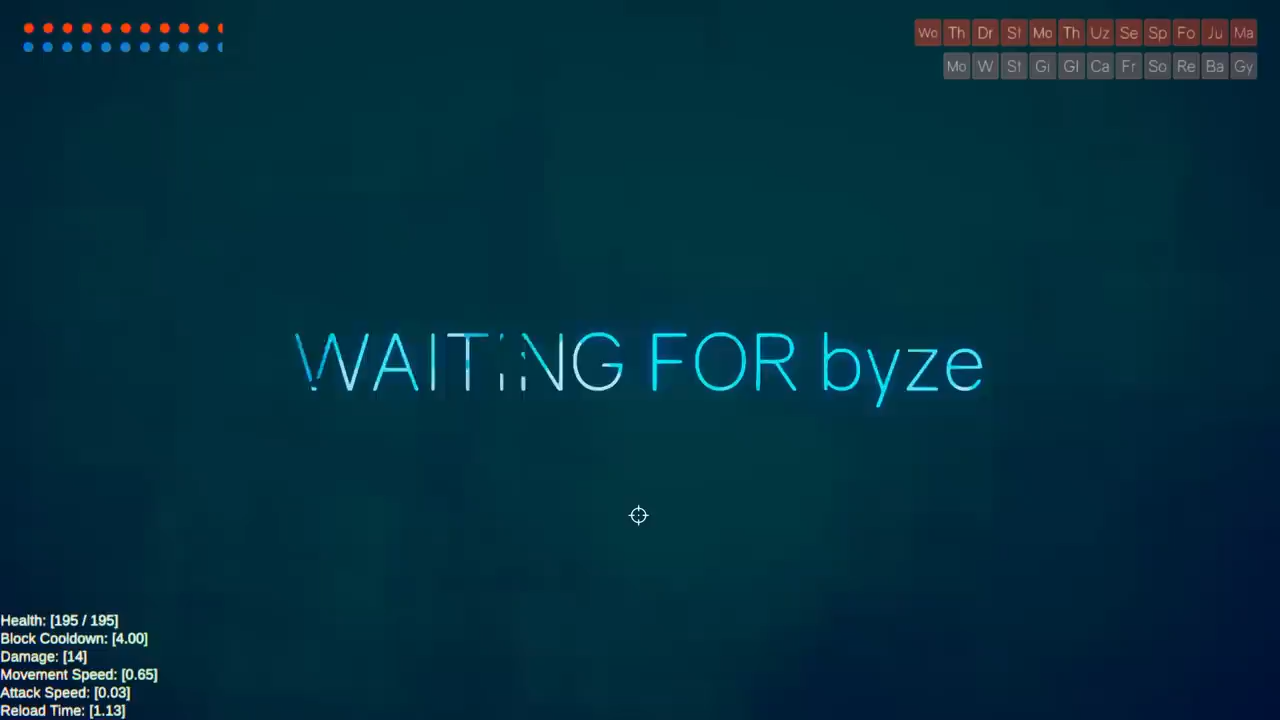 Wo Th Dr St Mo Th Uz Se Sp Fo Ju Ma
Mo W St Gi Gl Ca Fr So Re Ba Gy
WAITING FOR byze
Health: [195 / 195]
Block Cooldown: [4.00]
Damage: [14]
Movement Speed: [0.65]
Attack Speed: [0.03]
Reload Time: [1.13]